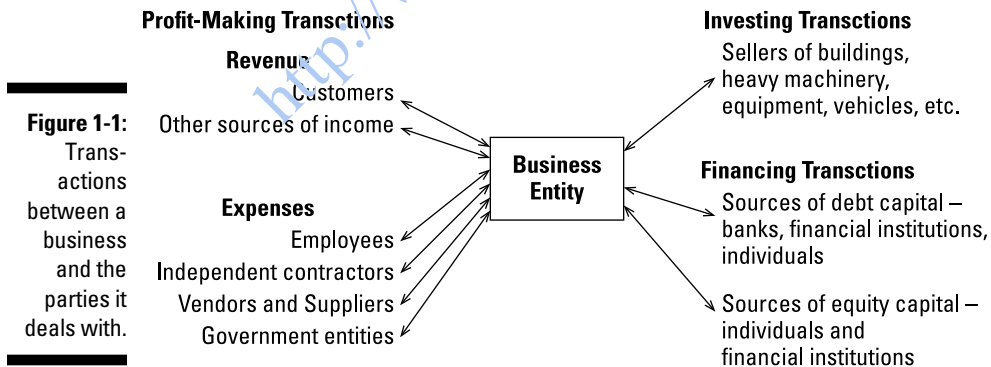 Profit-Making Transctions
Revenue
Customers
Other sources of income
Expenses
Employees
Independent contractors
Vendors and Suppliers
Government entities
Figure 1-1:
Trans-
actions
between a
business
and the
parties it
deals with.
Business
Entity
Investing Transctions
Sellers of buildings,
heavy machinery,
equipment, vehicles, etc.
Financing Transctions
Sources of debt capital –
banks, financial institutions,
individuals
Sources of equity capital –
individuals and
financial institutions
http://